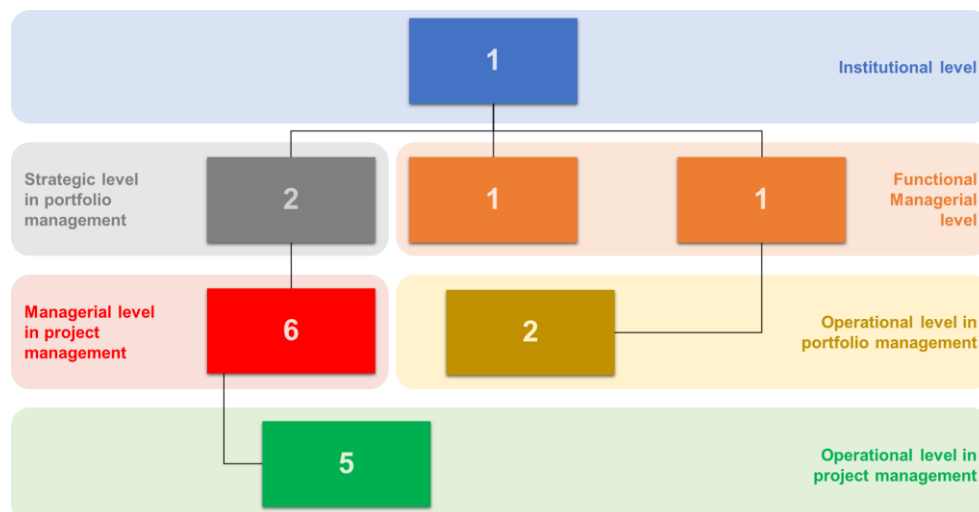 1
Institutional level
Strategic level
in portfolio
management
2
1
1
Functional
Managerial
level
Managerial level
in project
management
6
2
Operational level in
portfolio management
5
Operational level in
project management